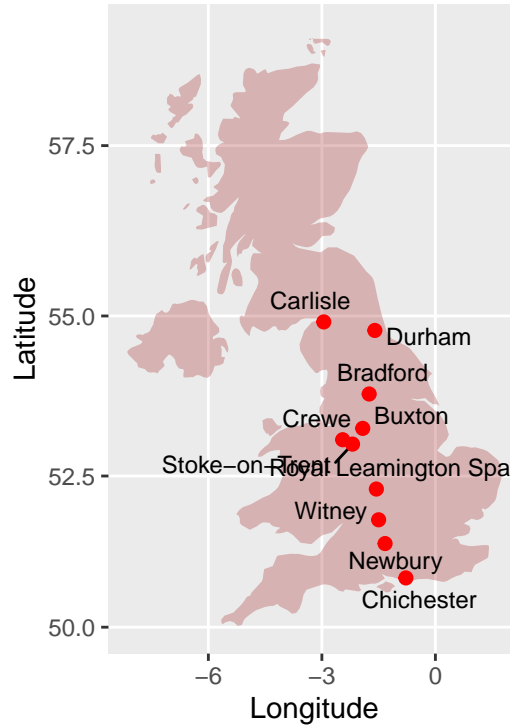 57.5
55.0
Carlisle
Durham
Bradford
Buxton
Crewe
Stoke−on−Trent
Royal Leamington Spa
52.5
Witney
Newbury
Chichester
50.0
−6
−3
0
Longitude
Latitude